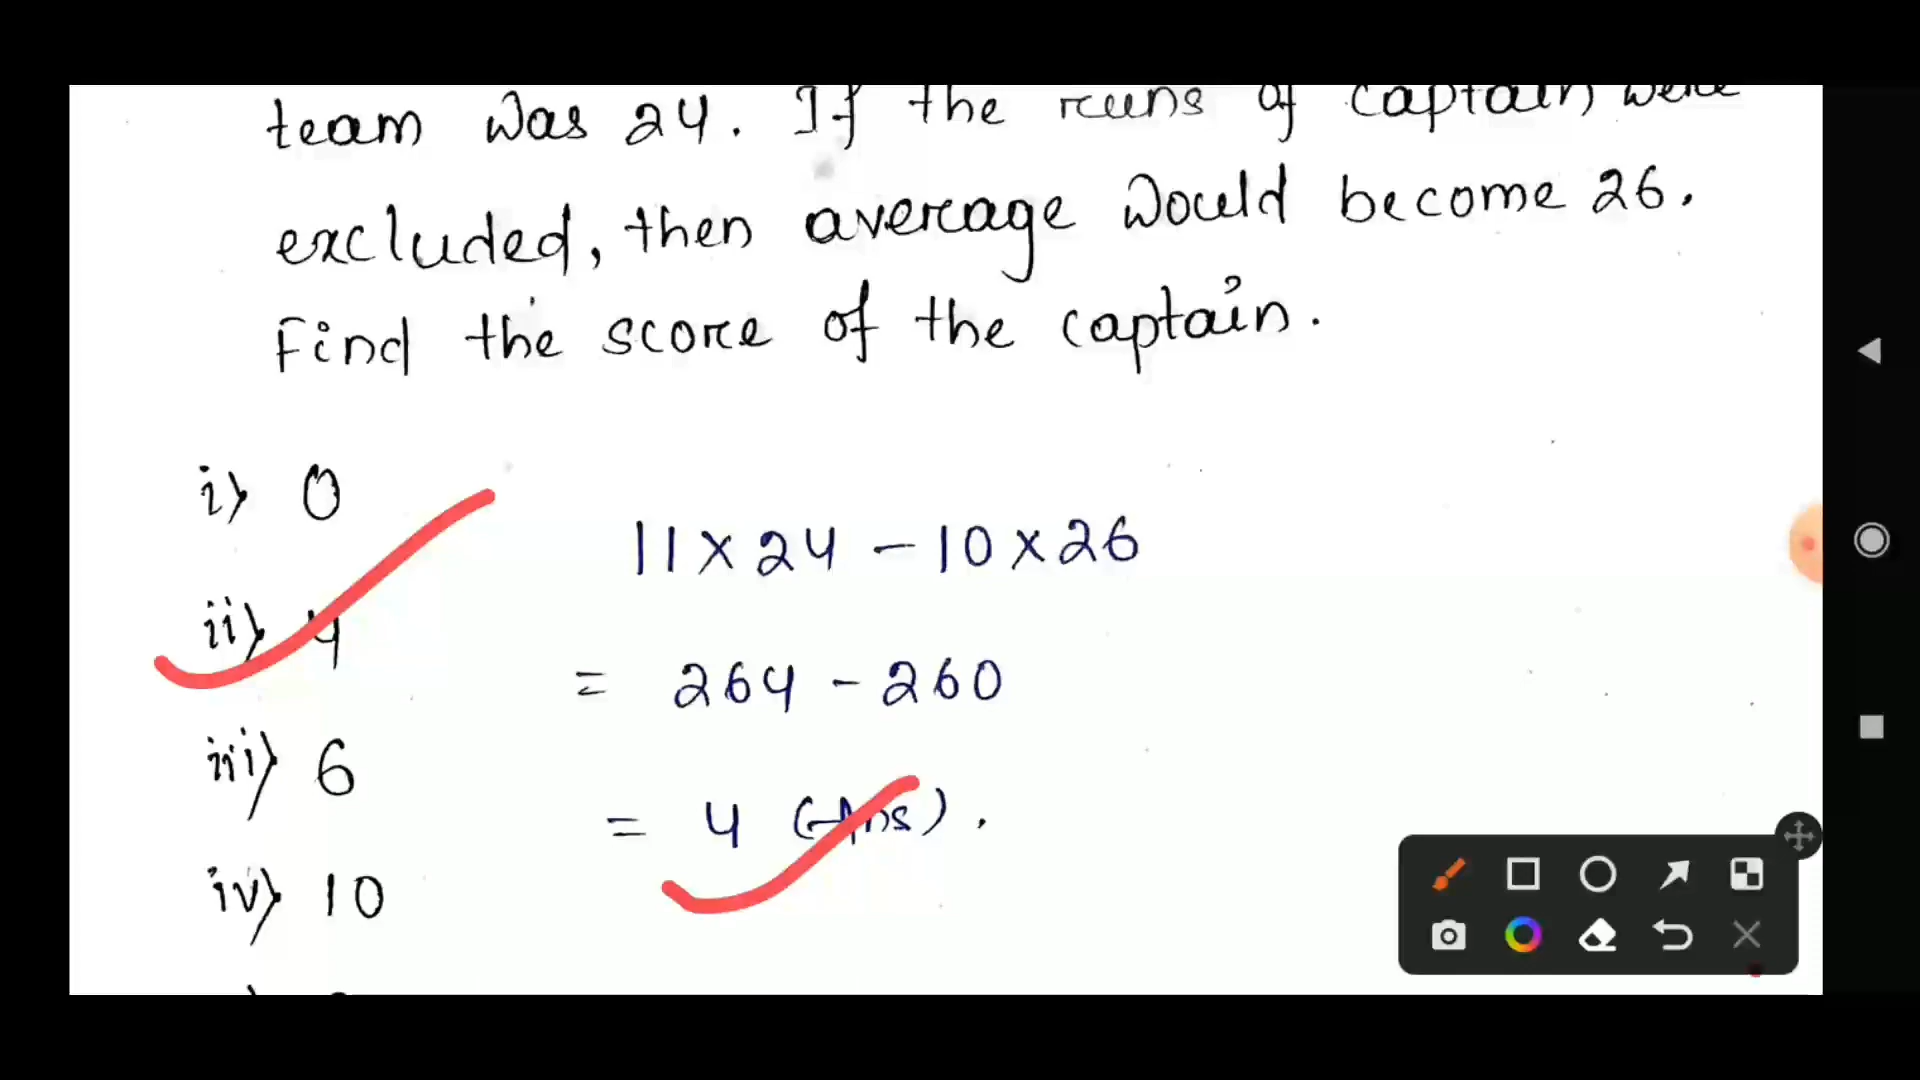 team was 24. If the runs of captain were
excluded, then average would become 26.
Find the score of the captain.
i) 0
11 x 24 - 10 x 26
ii) 4
= 264 - 260
iii) 6
= 4 (Ans).
iv) 10